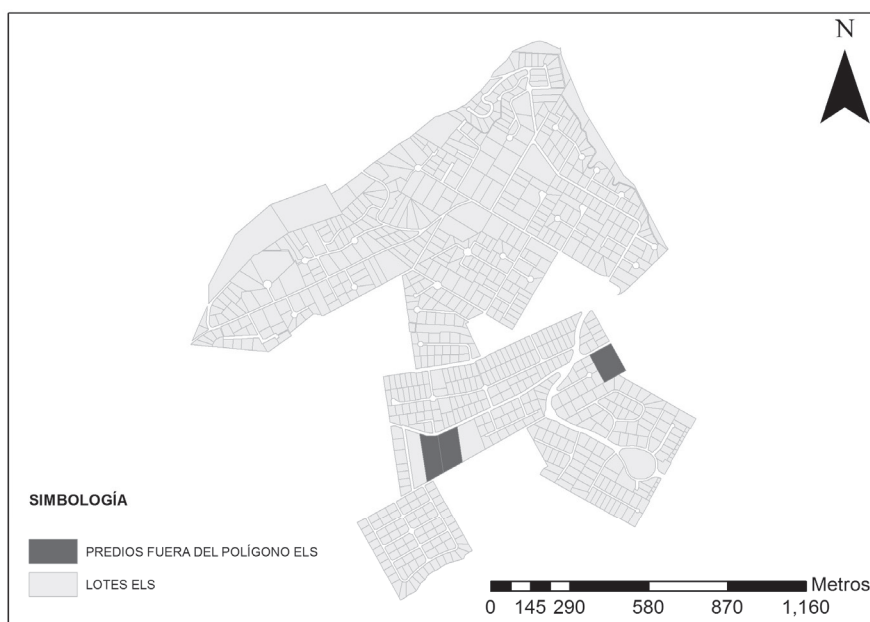 N
SIMBOLOGÍA
PREDIOS FUERA DEL POLÍGONO ELS
LOTES ELS
Metros
0 145 290 580 870 1,160